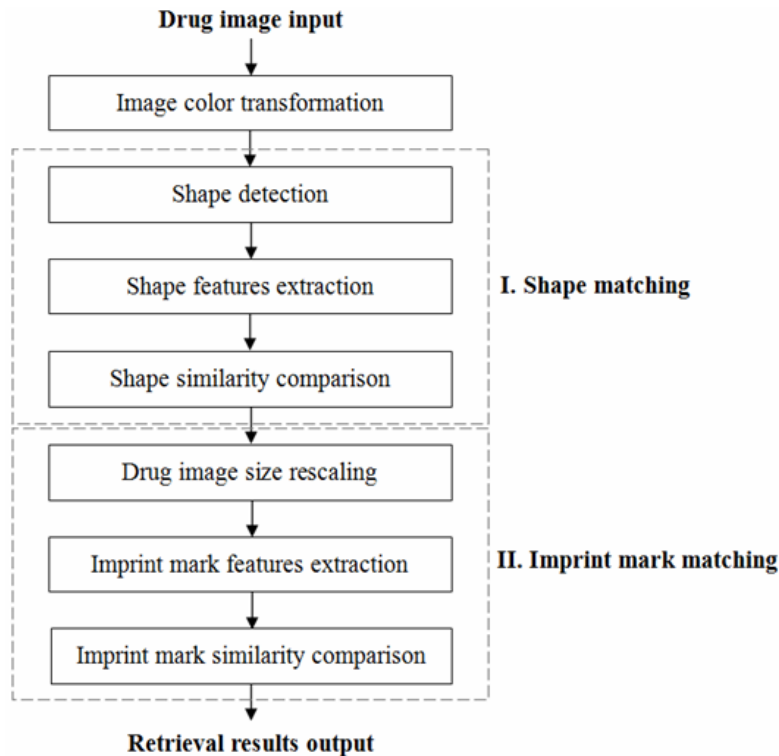 Drug image input
Image color transformation
Shape detection
Shape features extraction
I. Shape matching
Shape similarity comparison
Drug image size rescaling
Imprint mark features extraction
II. Imprint mark matching
Imprint mark similarity comparison
Retrieval results output